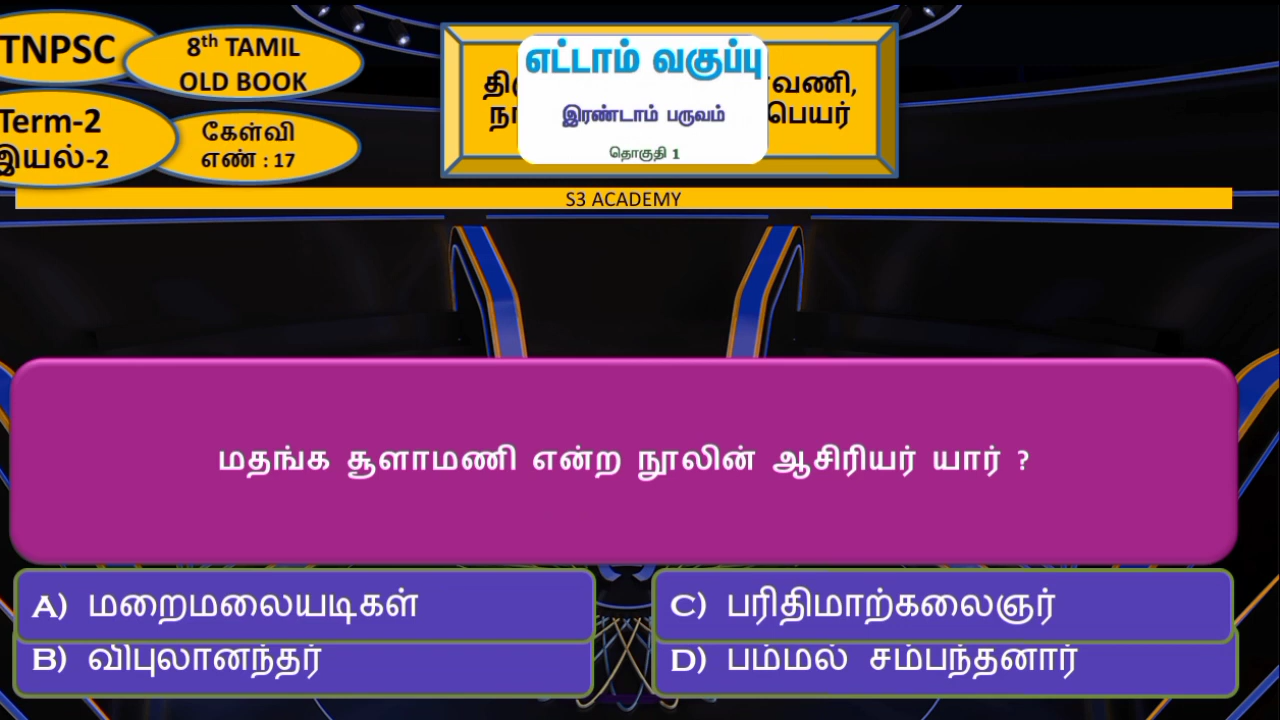 TNPSC
8th TAMIL
OLD BOOK
Term-2
இயல்-2
கேள்வி
எண் : 17
எட்டாம் வகுப்பு
இரண்டாம் பருவம்
தொகுதி 1
பெயர்
S3 ACADEMY
மதங்க சூளாமணி என்ற நூலின் ஆசிரியர் யார் ?
A) மறைமலையடிகள்
C) பரிதிமாற்கலைஞர்
B) விபுலானந்தர்
D) பம்மல் சம்பந்தனார்